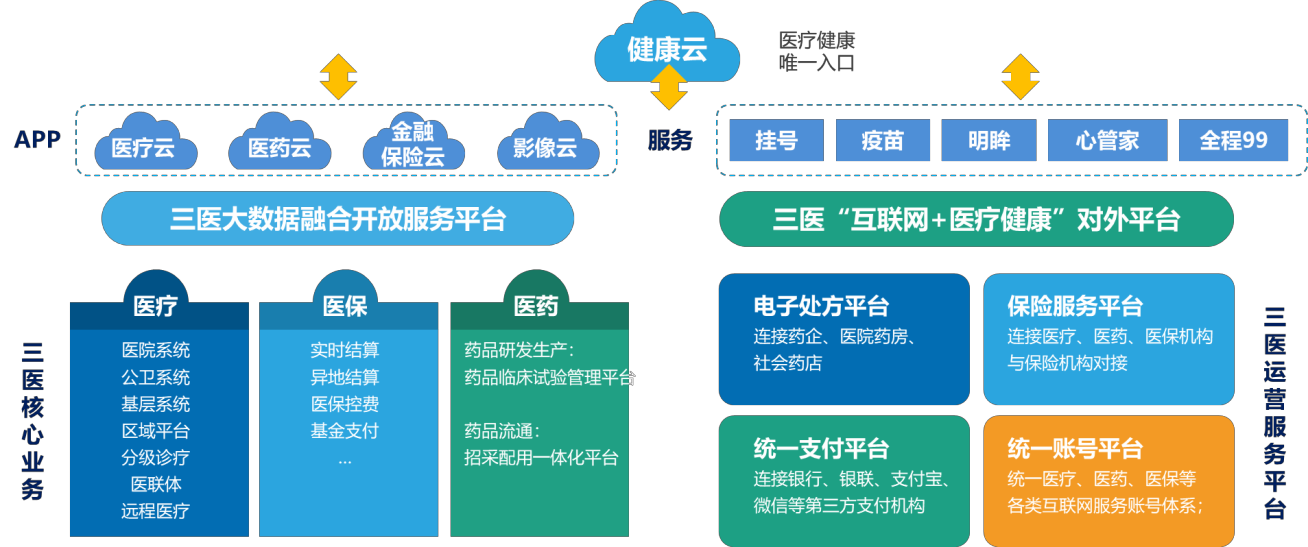 健康云
医疗健康
唯一入口
APP
医疗云
医药云
金融
保险云
影像云
服务
挂号
疫苗
明眸
心管家
全程99
三医大数据融合开放服务平台
三医“互联网+医疗健康”对外平台
三医核心业务
医疗
医院系统
公卫系统
基层系统
区域平台
分级诊疗
医联体
远程医疗
医保
实时结算
异地结算
医保控费
基金支付
...
医药
药品研发生产：
药品临床试验管理平台
药品流通：
招采配用一体化平台
电子处方平台
连接药企、医院药房、
社会药店
保险服务平台
连接医疗、医药、医保机构
与保险机构对接
统一支付平台
连接银行、银联、支付宝、
微信等第三方支付机构
统一账号平台
统一医疗、医药、医保等
各类互联网服务账号体系；
三医运营服务平台